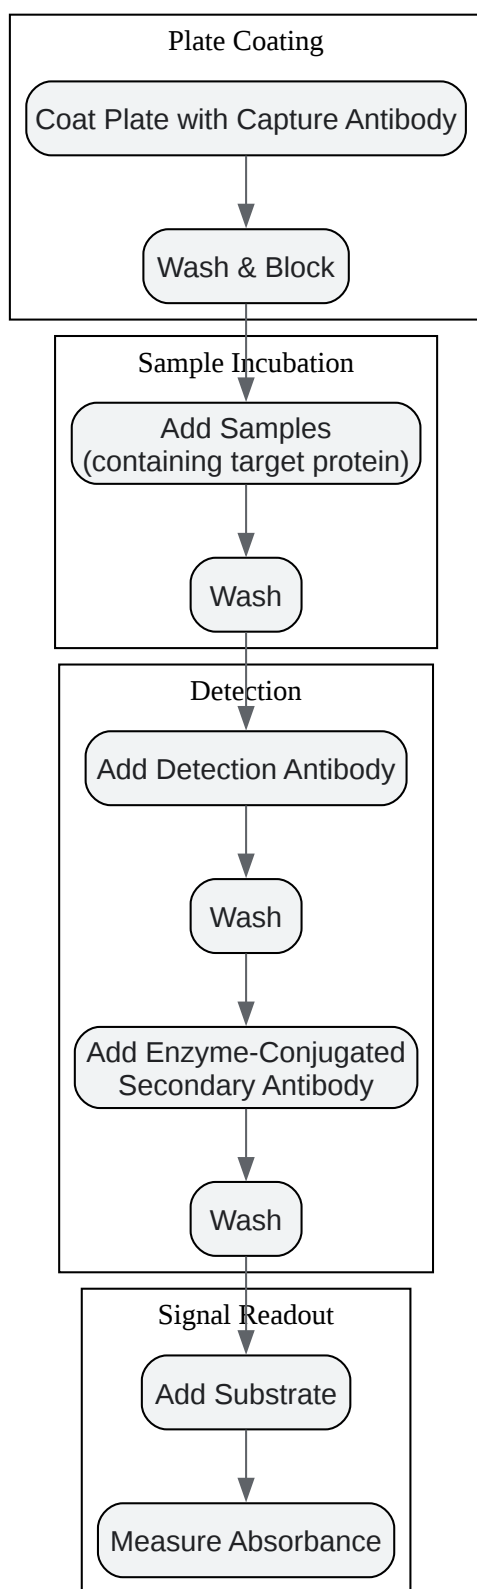 Plate Coating
Coat Plate with Capture Antibody
Wash & Block
Sample Incubation
Add Samples
(containing target protein)
Wash
Detection
Add Detection Antibody
Wash
Add Enzyme-Conjugated
Secondary Antibody
Wash
Signal Readout
Add Substrate
Measure Absorbance